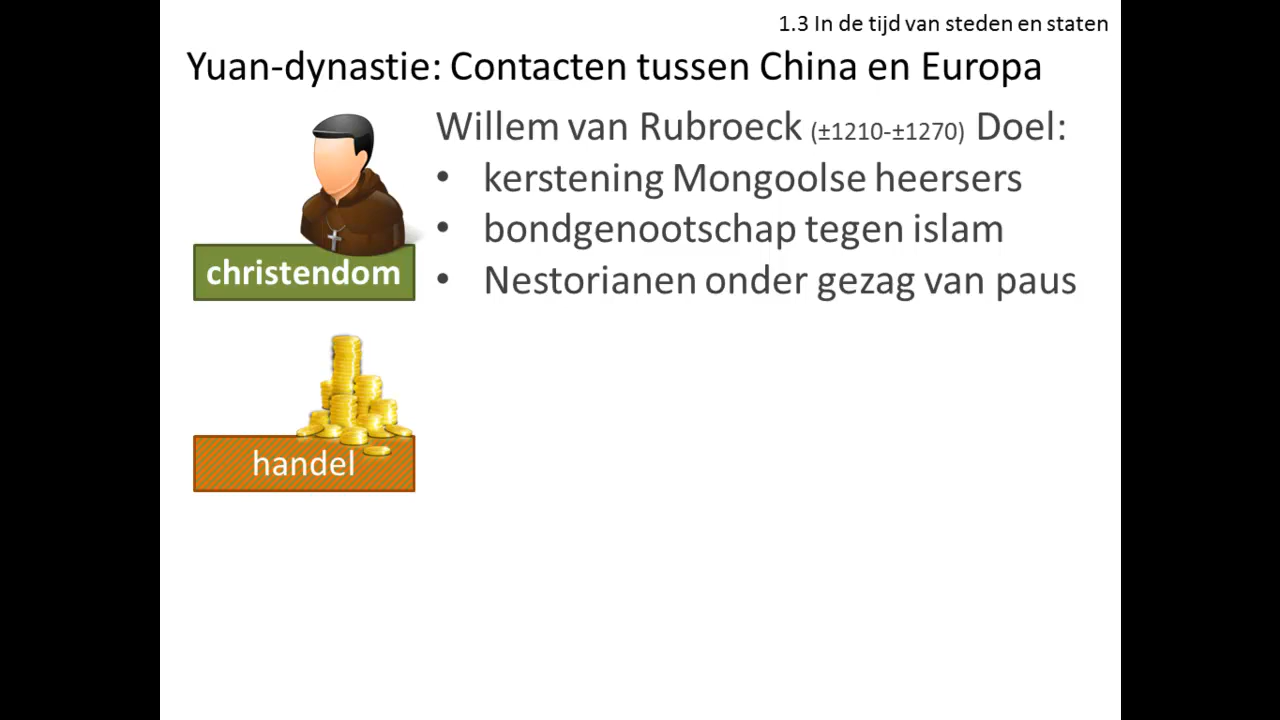 1.3 In de tijd van steden en staten
Yuan-dynastie: Contacten tussen China en Europa
Willem van Rubroeck (±1210-±1270) Doel:
• kerstening Mongoolse heersers
• bondgenootschap tegen islam
• Nestorianen onder gezag van paus
christendom
handel